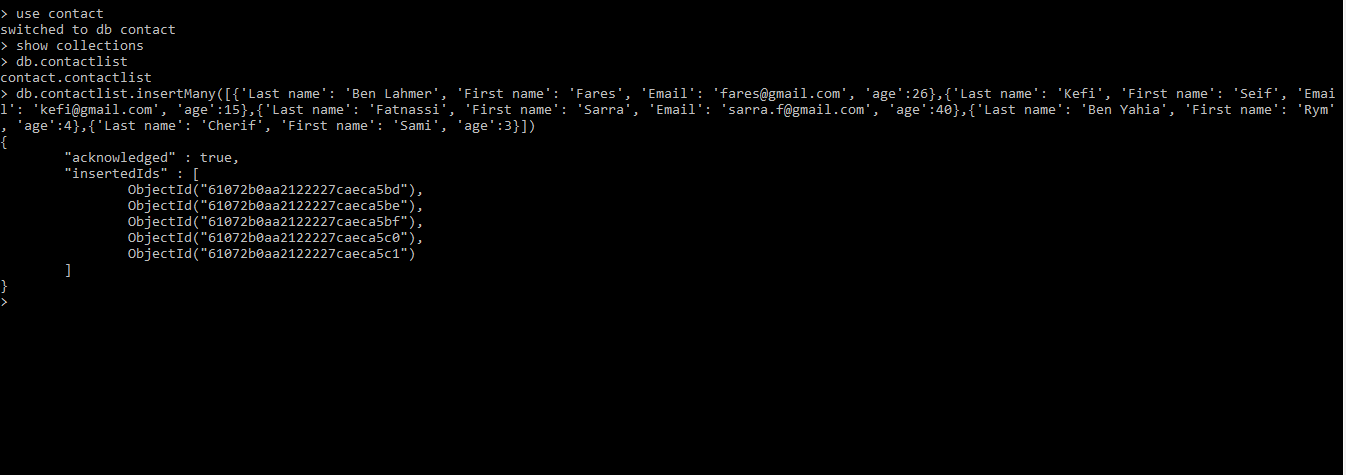 > use contact
switched to db contact
> show collections
> db.contactlist
contact.contactlist
> db.contactlist.insertMany([{'Last name': 'Ben Lahmer', 'First name': 'Fares', 'Email': 'fares@gmail.com', 'age':26},{'Last name': 'Kefi', 'First name': 'Seif', 'Emai
l': 'kefi@gmail.com', 'age':15},{'Last name': 'Fatnassi', 'First name': 'Sarra', 'Email': 'sarra.f@gmail.com', 'age':40},{'Last name': 'Ben Yahia', 'First name': 'Rym'
, 'age':4},{'Last name': 'Cherif', 'First name': 'Sami', 'age':3}])
{
        "acknowledged" : true,
        "insertedIds" : [
                ObjectId("61072b0aa2122227caeca5bd"),
                ObjectId("61072b0aa2122227caeca5be"),
                ObjectId("61072b0aa2122227caeca5bf"),
                ObjectId("61072b0aa2122227caeca5c0"),
                ObjectId("61072b0aa2122227caeca5c1")
        ]
}
>